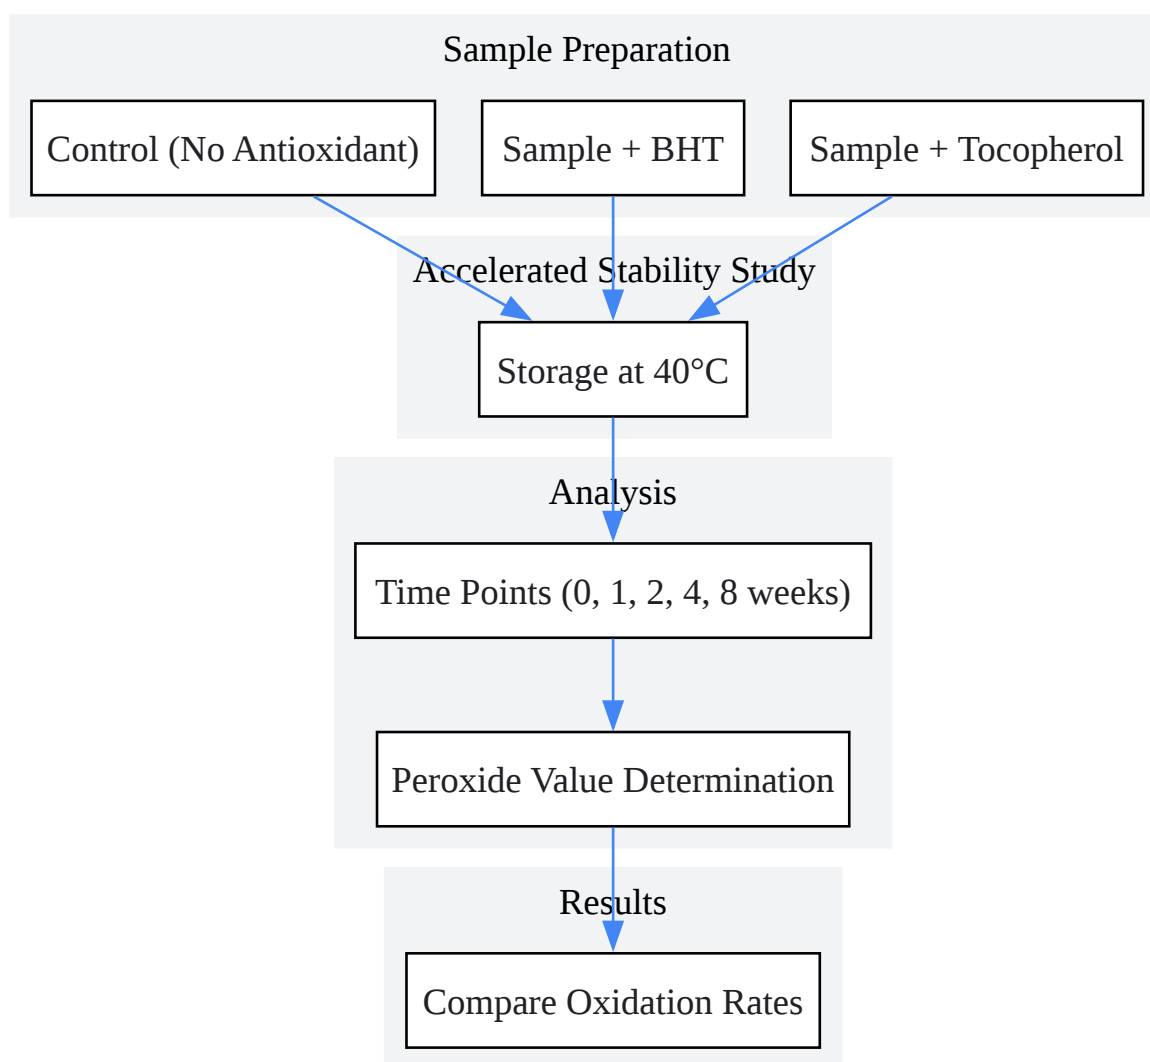 Sample Preparation
Control (No Antioxidant)
Sample + BHT
Sample + Tocopherol
Accelerated Stability Study
Storage at 40°C
Analysis
Time Points (0, 1, 2, 4, 8 weeks)
Peroxide Value Determination
Results
Compare Oxidation Rates